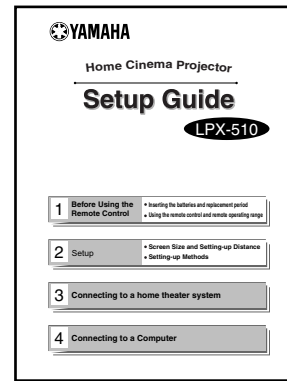 YAMAHA
Home Cinema Projector
Setup Guide
LPX-510
1 Before Using the Remote Control
• Inserting the batteries and replacement period
• Using the remote control and remote operating range
2 Setup
• Screen Size and Setting-up Distance
• Setting-up Methods
3 Connecting to a home theater system
4 Connecting to a Computer